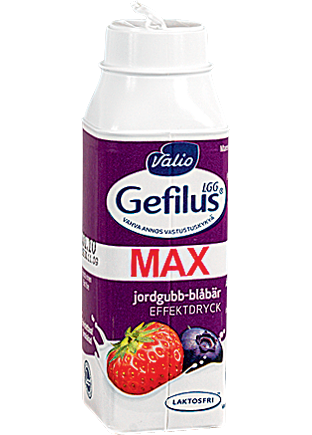 Valio
Gefilus LGG®
VAHVA ANNOS VASTUSTUSKYKYÄ
MAX
jordgubb-blåbär
EFFEKTDRYCK
LAKTOSFRI